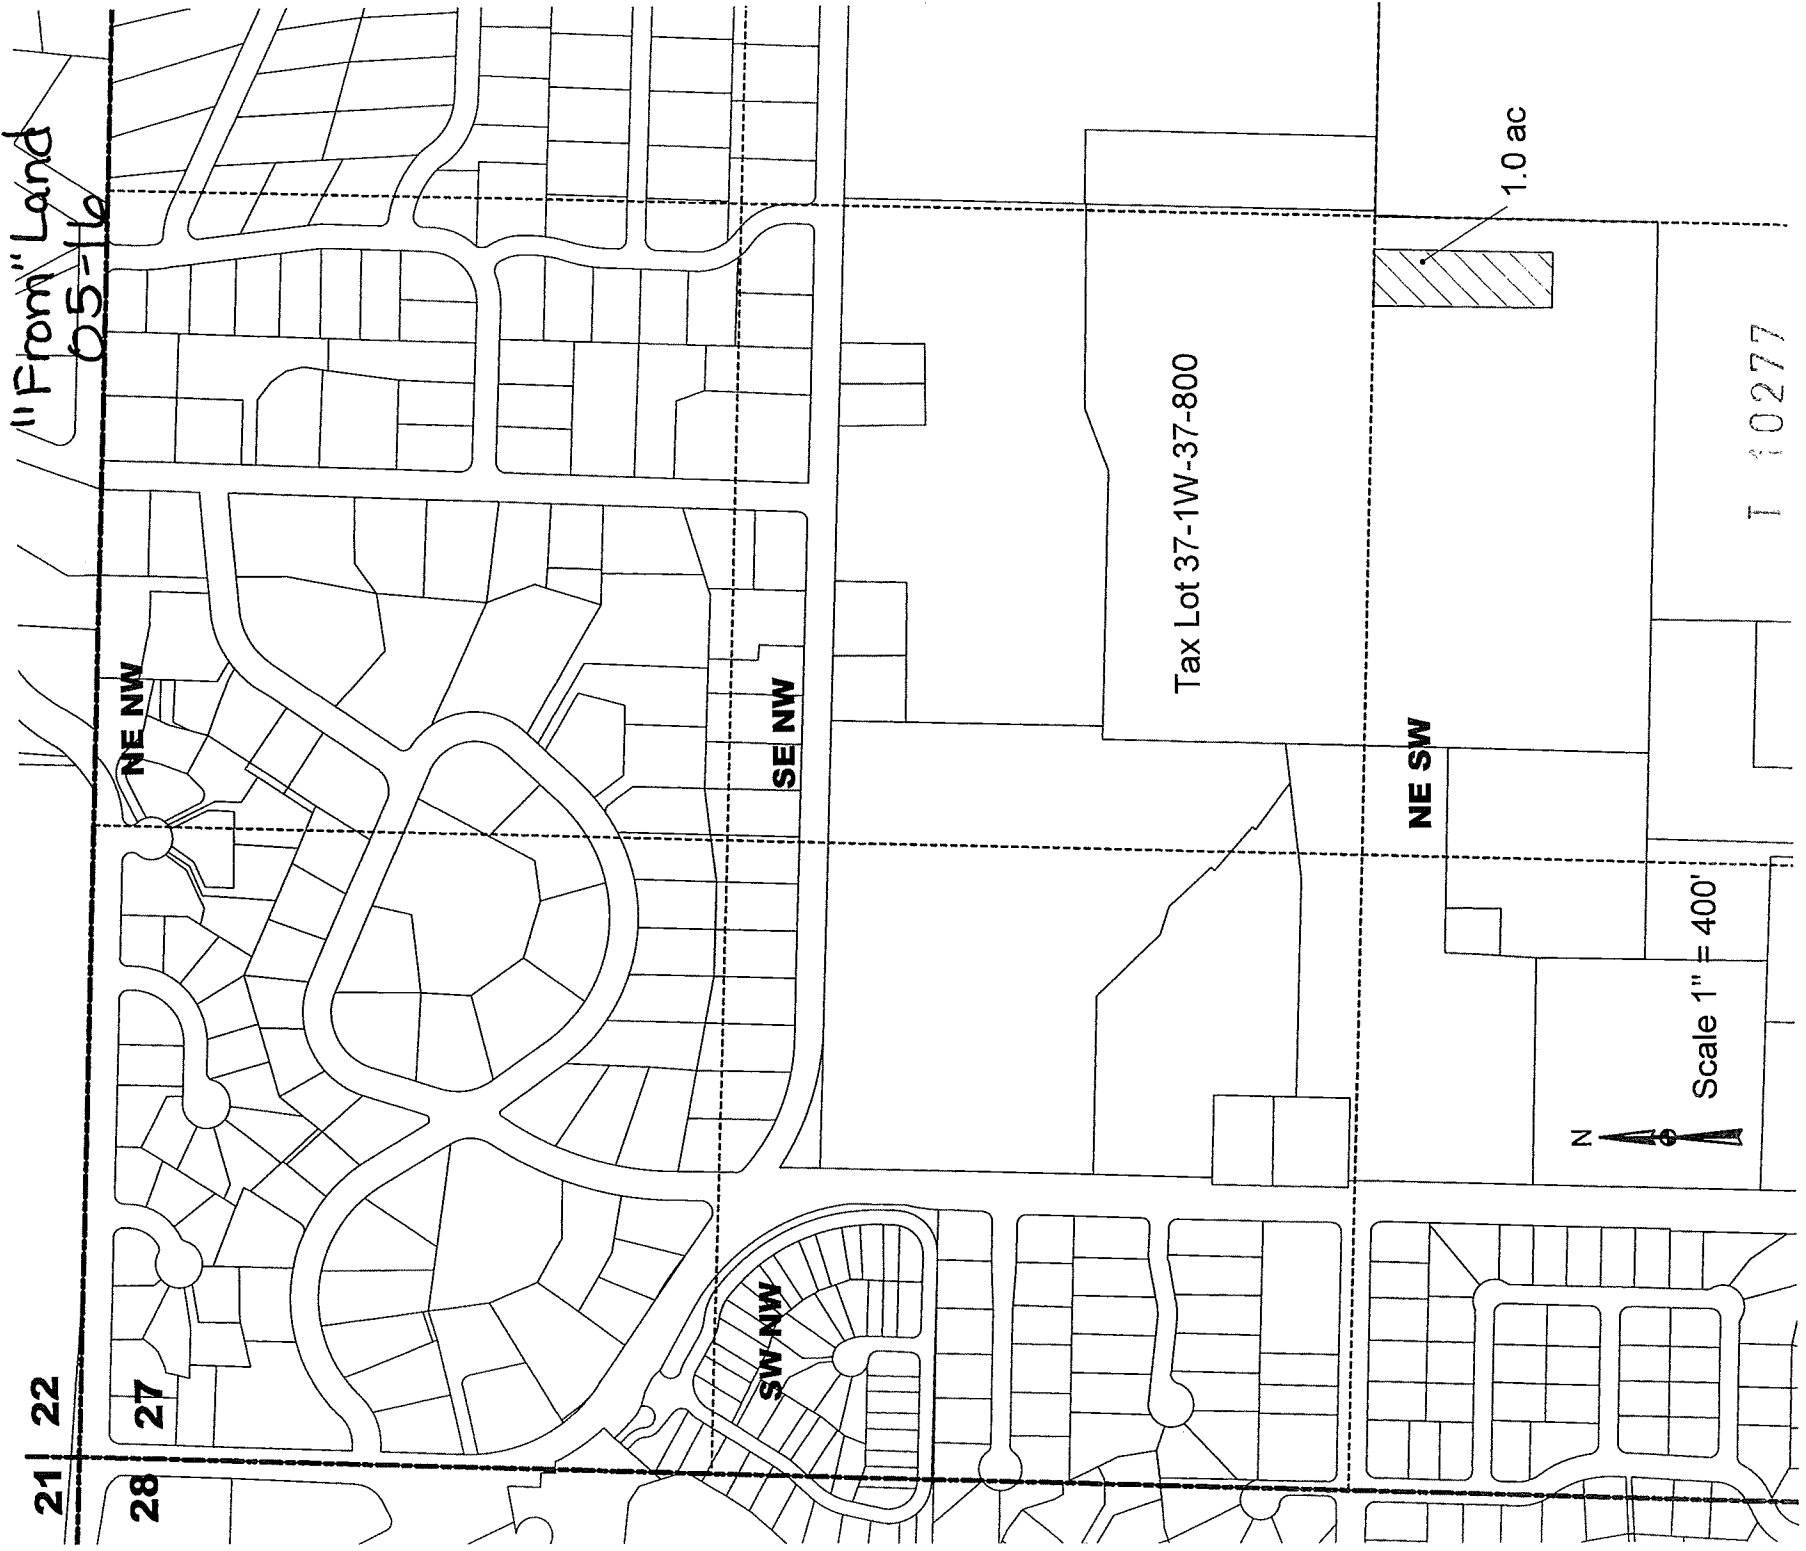 "From" Land
05-16
21
22
28
27
NE NW
SE NW
SW NW
NE SW
Tax Lot 37-1W-37-800
1.0 ac
N
Scale 1" = 400'
T 10277